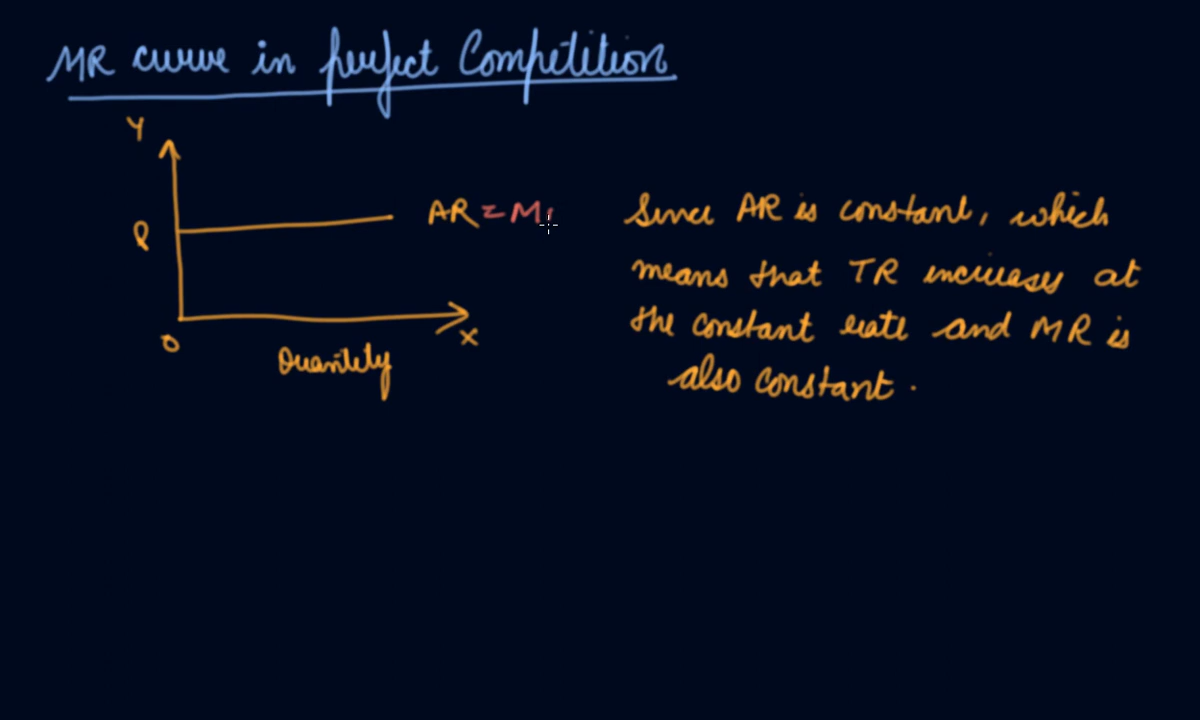 MR curve in perfect Competition
Y
P
AR = M
O
X
Quantity
Since AR is constant, which
means that TR increases at
the constant rate and MR is
also constant.